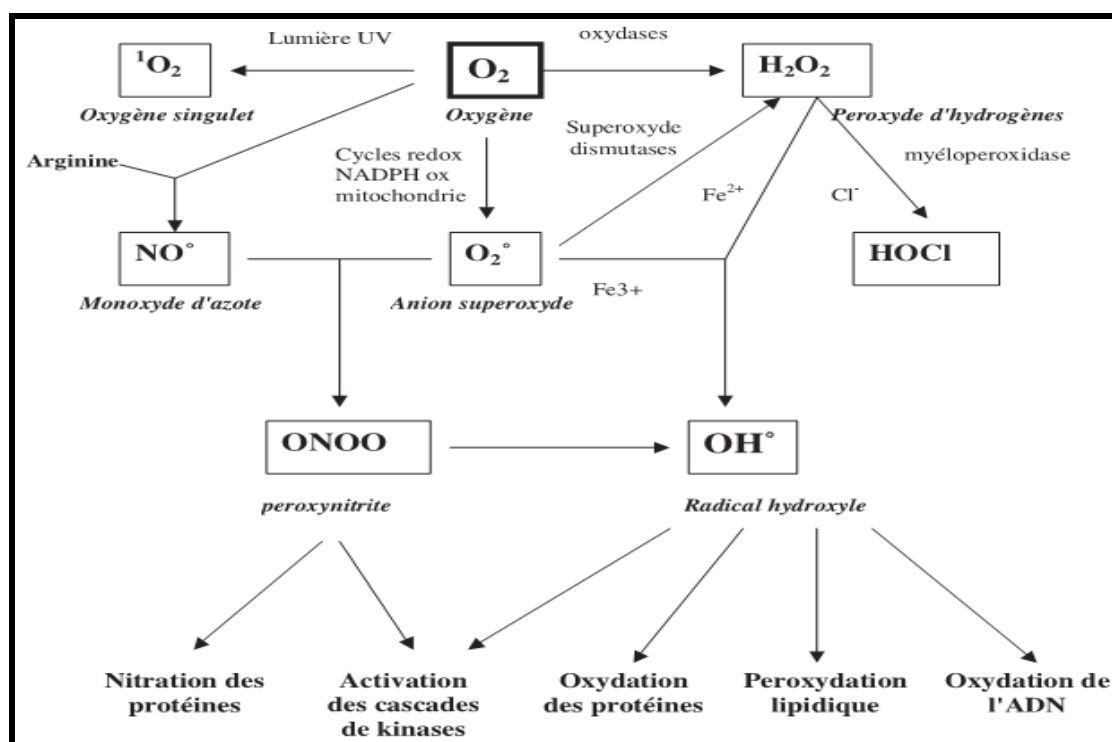 Lumière UV
oxydases
¹O₂
O₂
H₂O₂
Oxygène singulet
Oxygène
Peroxyde d'hydrogènes
Arginine
Cycles redox
NADPH ox
mitochondrie
Superoxyde
dismutases
myéloperoxidase
Fe²⁺
Cl⁻
NO°
O₂°
HOCl
Monoxyde d'azote
Anion superoxyde
Fe3+
ONOO
OH°
peroxynitrite
Radical hydroxyle
Nitration des
protéines
Activation
des cascades
de kinases
Oxydation
des protéines
Peroxydation
lipidique
Oxydation de
l'ADN